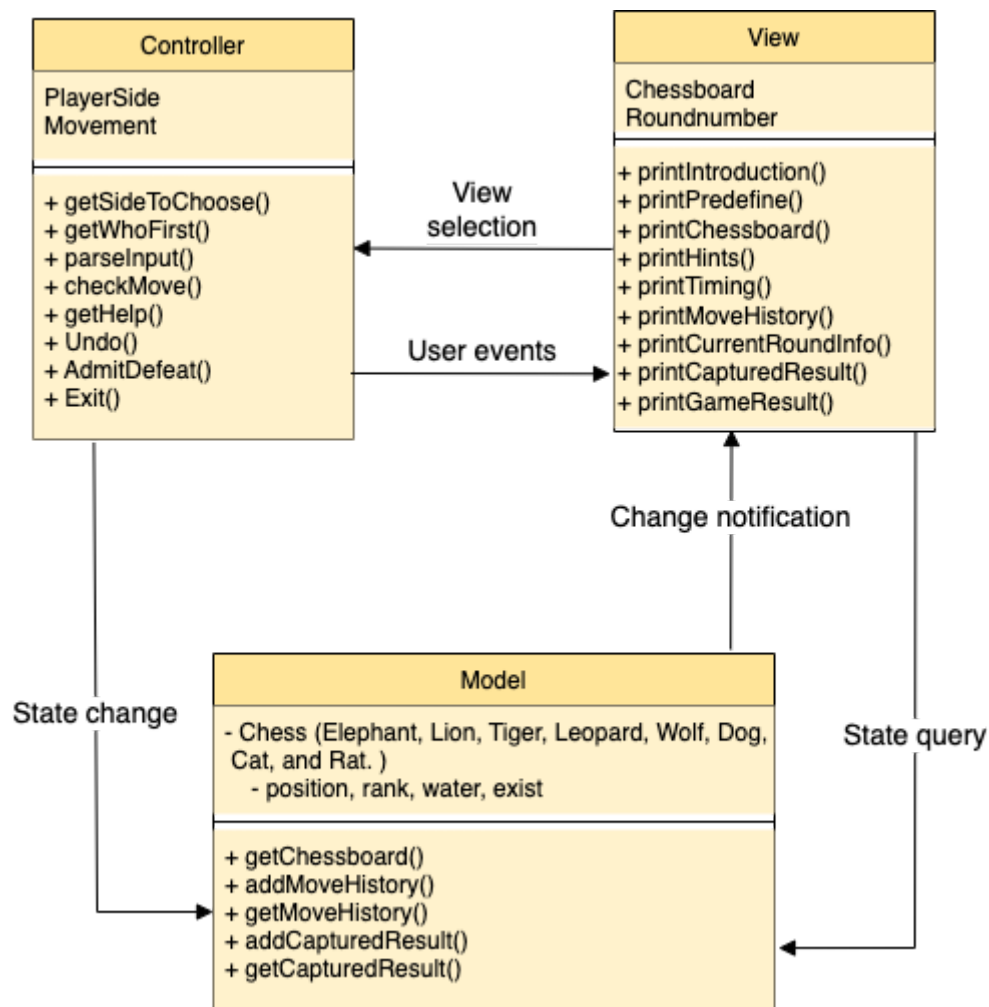 Controller
PlayerSide
Movement
+ getSideToChoose()
+ getWhoFirst()
+ parseInput()
+ checkMove()
+ getHelp()
+ Undo()
+ AdmitDefeat()
+ Exit()
View
selection
User events
View
Chessboard
Roundnumber
+ printIntroduction()
+ printPredefine()
+ printChessboard()
+ printHints()
+ printTiming()
+ printMoveHistory()
+ printCurrentRoundInfo()
+ printCapturedResult()
+ printGameResult()
Change notification
State change
State query
Model
- Chess (Elephant, Lion, Tiger, Leopard, Wolf, Dog,
Cat, and Rat. )
- position, rank, water, exist
+ getChessboard()
+ addMoveHistory()
+ getMoveHistory()
+ addCapturedResult()
+ getCapturedResult()